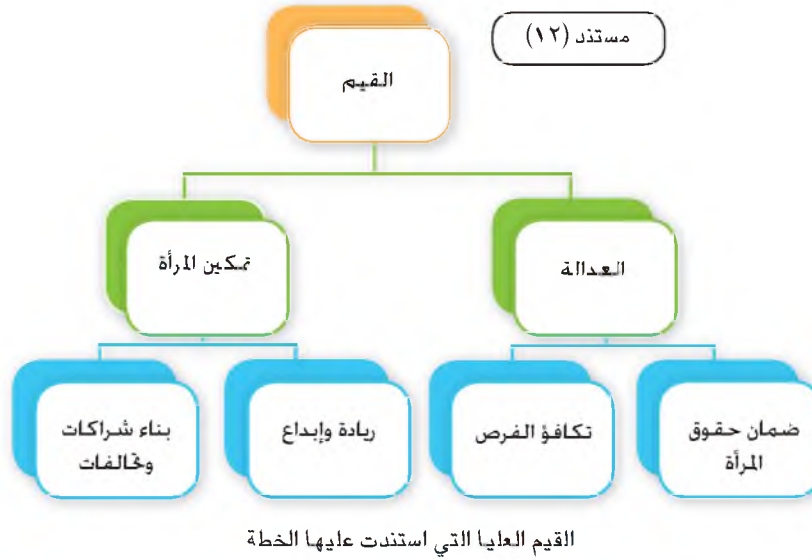 مستند (١٢)
القيم
العدالة
تمكين المرأة
ضمان حقوق
المرأة
تكافؤ الفرص
ريادة وإبداع
بناء شراكات
وتحالفات
القيم العليا التي استندت عليها الخطة